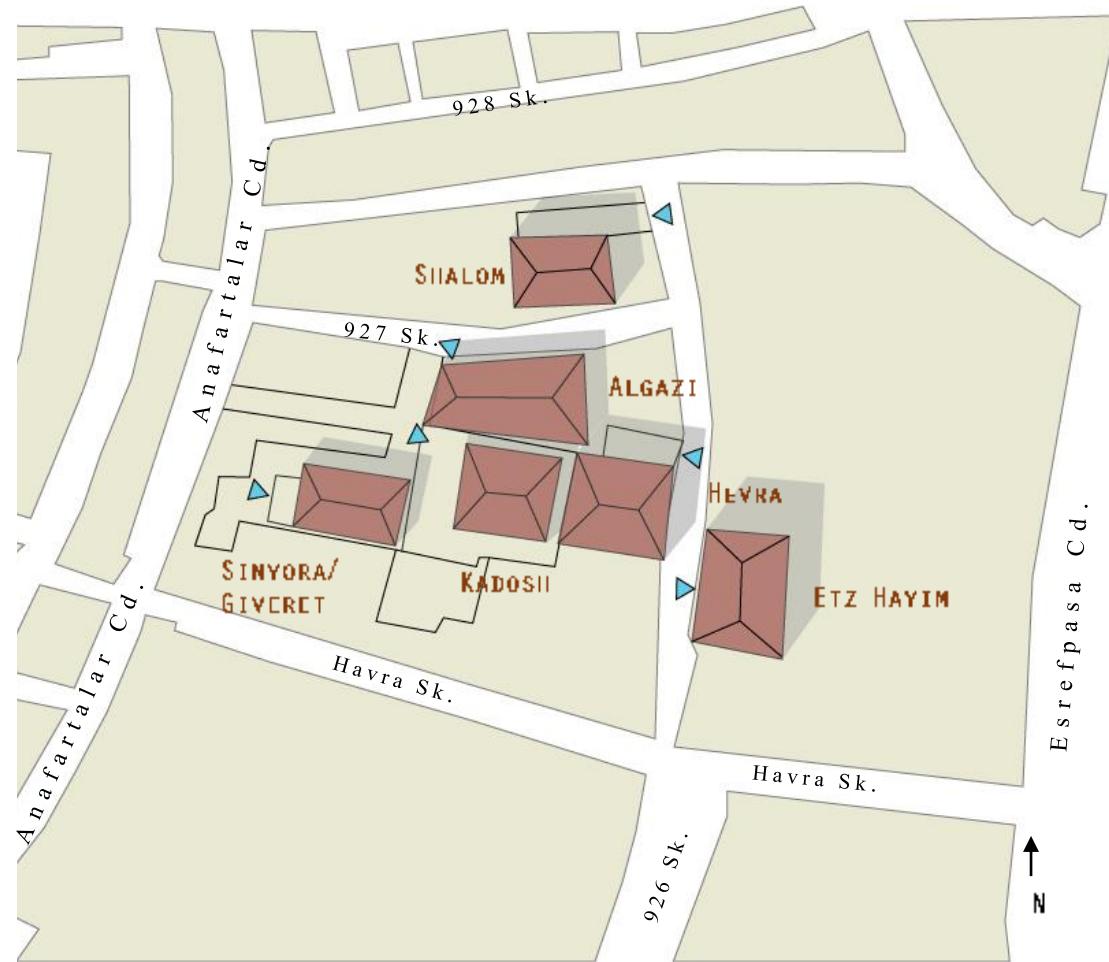 928 Sk.
Anafartalar Cd.
SHALOM
927 Sk.
ALGAZI
HEVRA
SINYORA/
GIVERET
KADOSH
ETZ HAYIM
Anafartalar Cd.
Havra Sk.
Esrefpasa Cd.
Havra Sk.
926 Sk.
N